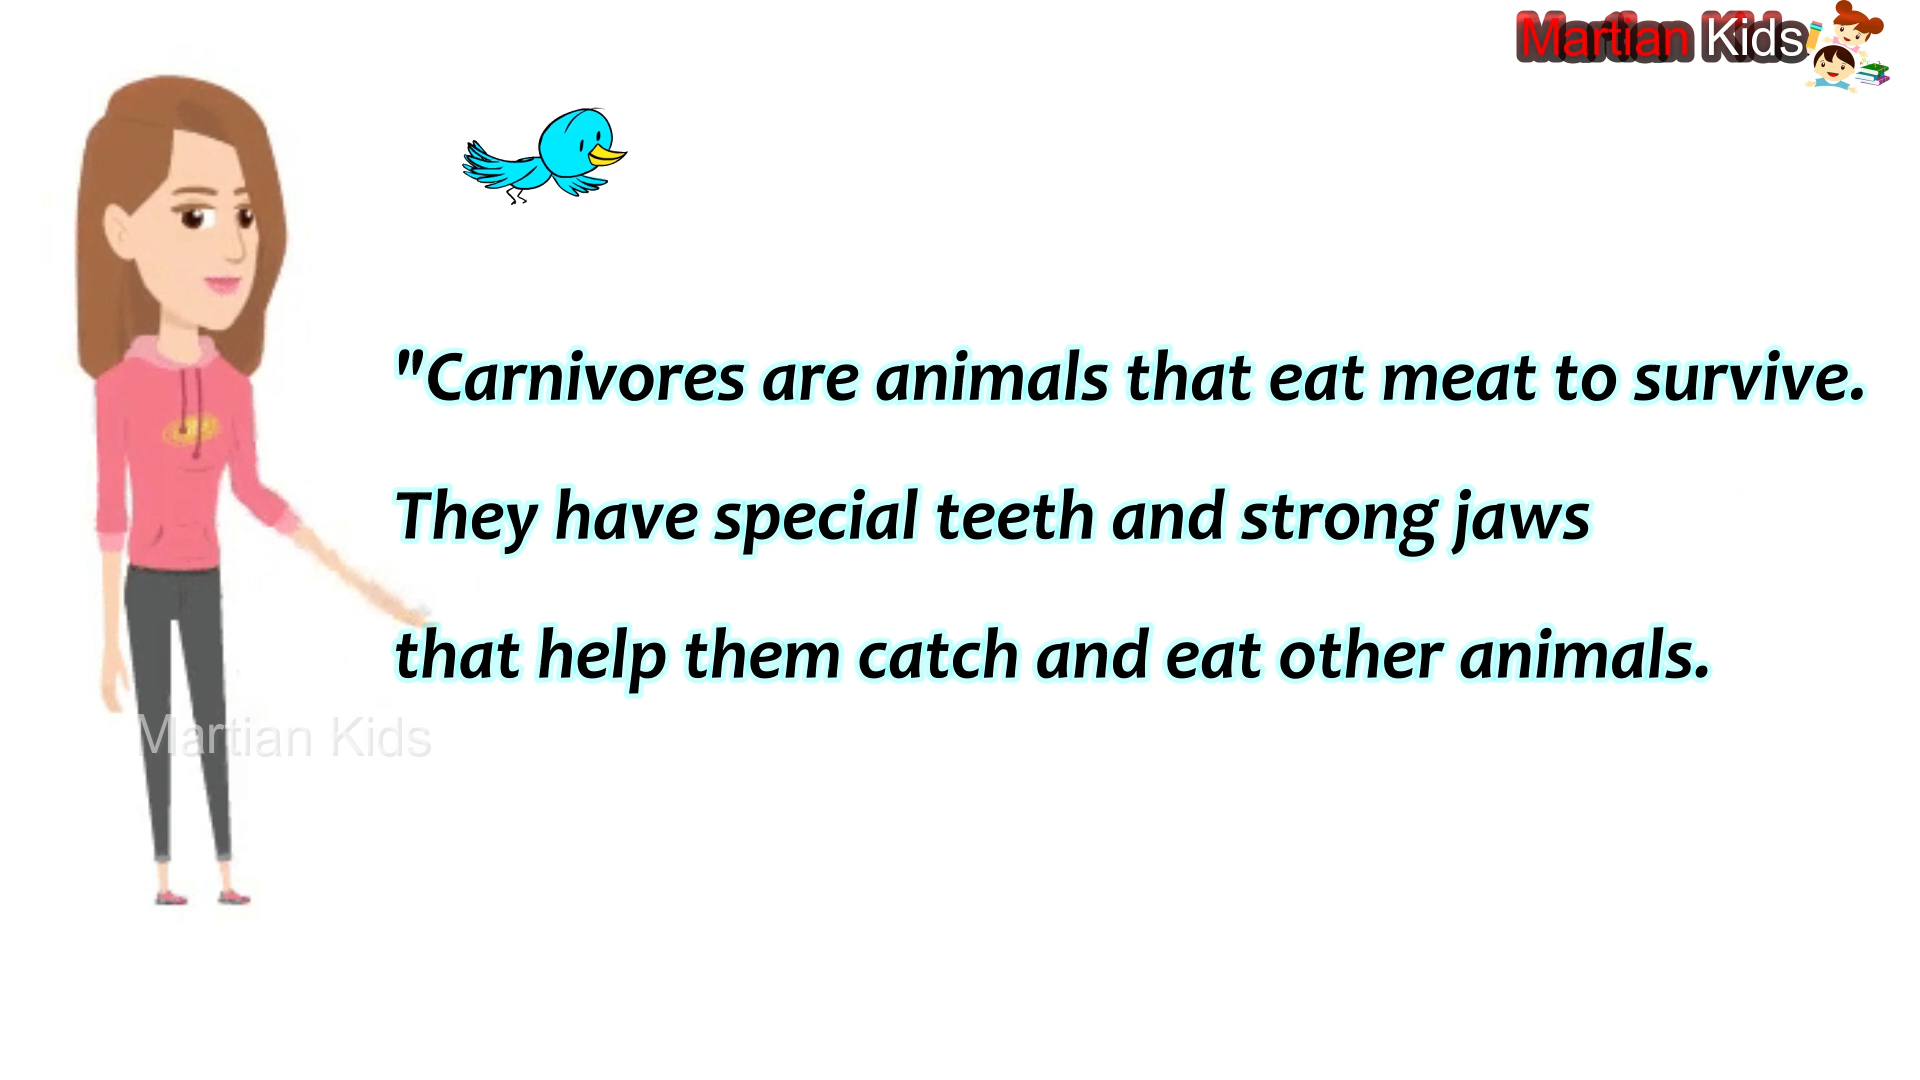 Martian Kids
"Carnivores are animals that eat meat to survive.
They have special teeth and strong jaws
that help them catch and eat other animals.
Martian Kids